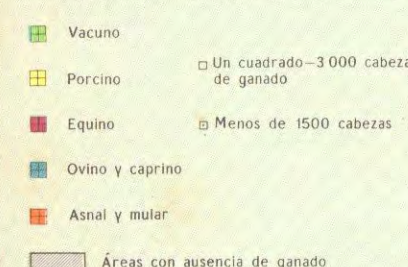 Vacuno
Porcino
Equino
Ovino y caprino
Asnal y mular
Áreas con ausencia de ganado
Un cuadrado–3 000 cabeza
de ganado
Menos de 1500 cabezas